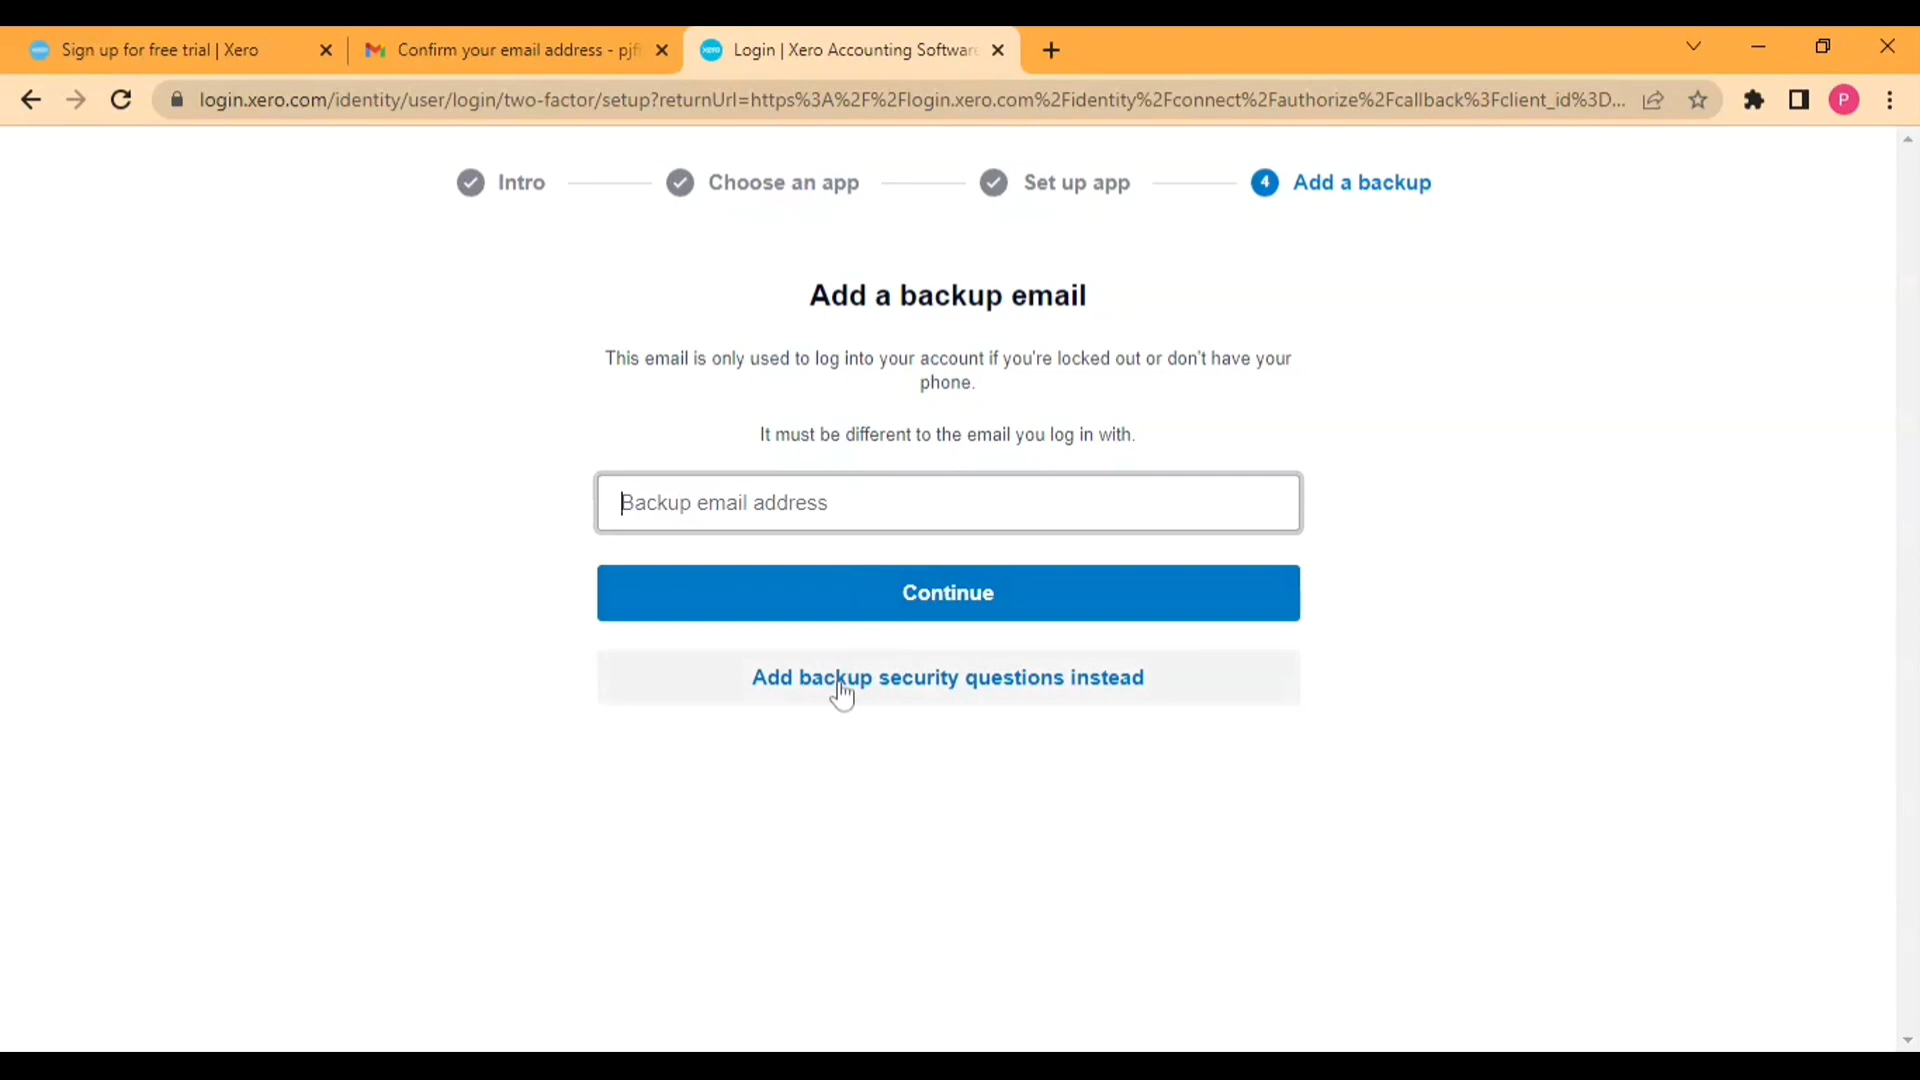 Sign up for free trial | Xero
Confirm your email address - pjfi
Login | Xero Accounting Software
login.xero.com/identity/user/login/two-factor/setup?returnUrl=https%3A%2F%2Flogin.xero.com%2Fidentity%2Fconnect%2Fauthorize%2Fcallback%3Fclient_id%3D...
P
Intro
Choose an app
Set up app
4 Add a backup
Add a backup email
This email is only used to log into your account if you're locked out or don't have your
phone.
It must be different to the email you log in with.
Backup email address
Continue
Add backup security questions instead